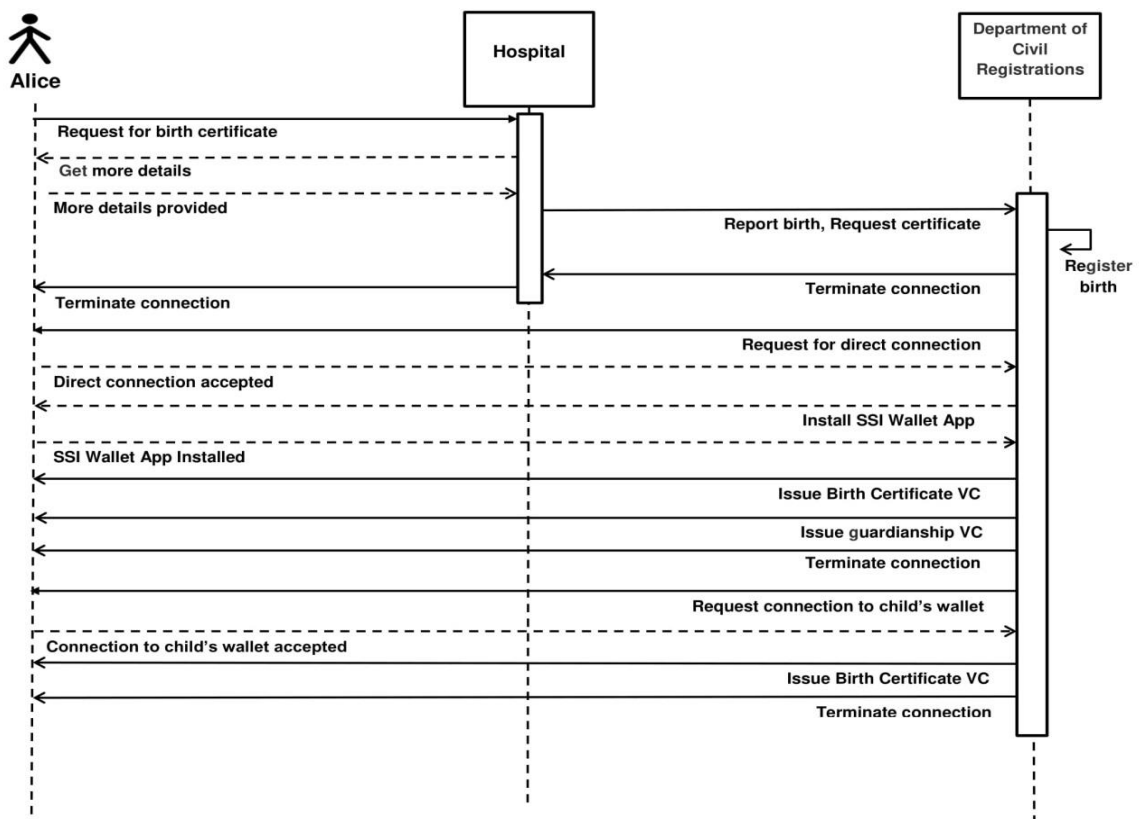 Alice
Hospital
Department of
Civil
Registrations
Request for birth certificate
Get more details
More details provided
Report birth, Request certificate
Register
birth
Terminate connection
Terminate connection
Request for direct connection
Direct connection accepted
Install SSI Wallet App
SSI Wallet App Installed
Issue Birth Certificate VC
Issue guardianship VC
Terminate connection
Request connection to child's wallet
Connection to child's wallet accepted
Issue Birth Certificate VC
Terminate connection